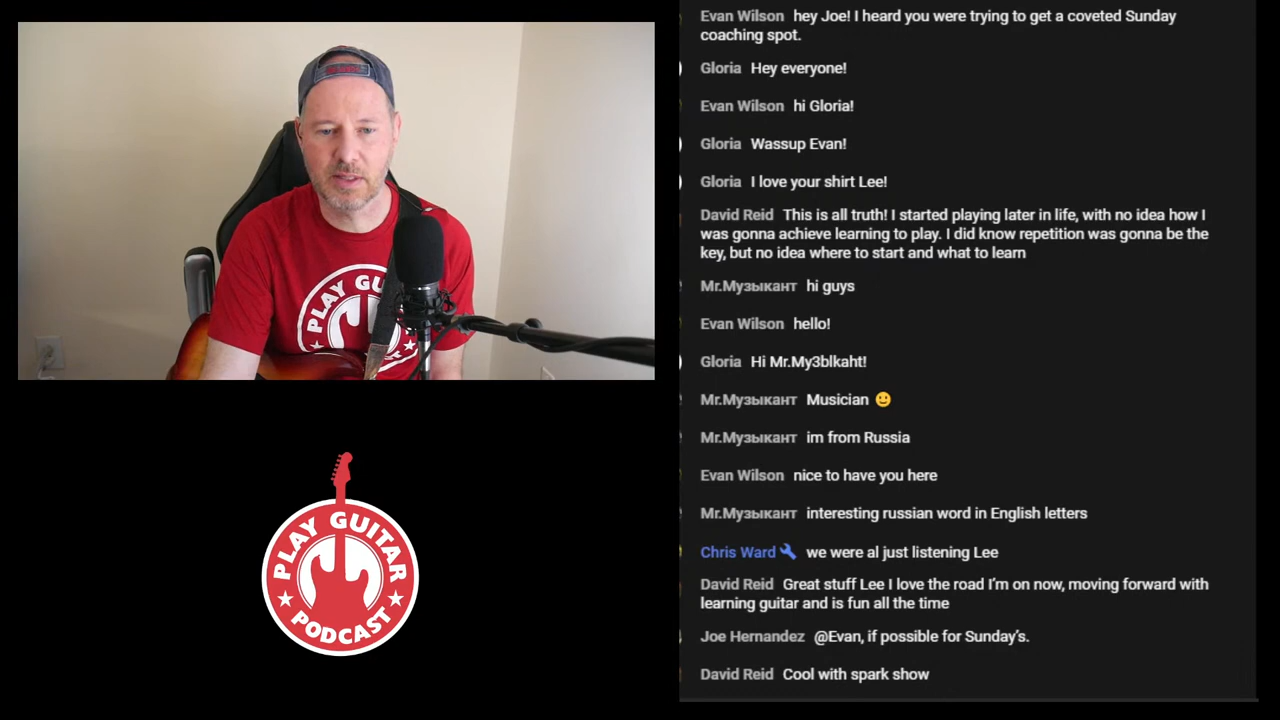 PLAY GU
Evan Wilson hey Joe! I heard you were trying to get a coveted Sunday
coaching spot.
Gloria Hey everyone!
Evan Wilson hi Gloria!
Gloria Wassup Evan!
Gloria I love your shirt Lee!
David Reid This is all truth! I started playing later in life, with no idea how I
was gonna achieve learning to play. I did know repetition was gonna be the
key, but no idea where to start and what to learn
Mr.Музыкант hi guys
Evan Wilson hello!
Gloria Hi Mr.My3blkaht!
Mr.Музыкант Musician 🙂
Mr.Музыкант im from Russia
Evan Wilson nice to have you here
Mr.Музыкант interesting russian word in English letters
Chris Ward we were al just listening Lee
David Reid Great stuff Lee I love the road I'm on now, moving forward with
learning guitar and is fun all the time
Joe Hernandez @Evan, if possible for Sunday's.
David Reid Cool with spark show
PLAY GUITAR
PODCAST